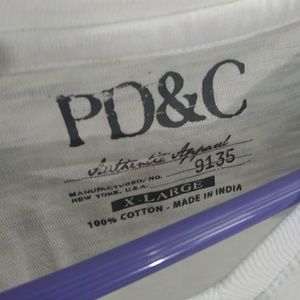 PD&C
Authentic Apparel
MANUFACTURED. NO. 9135
NEW YORK, U.S.A.
X-LARGE
100% COTTON - MADE IN INDIA